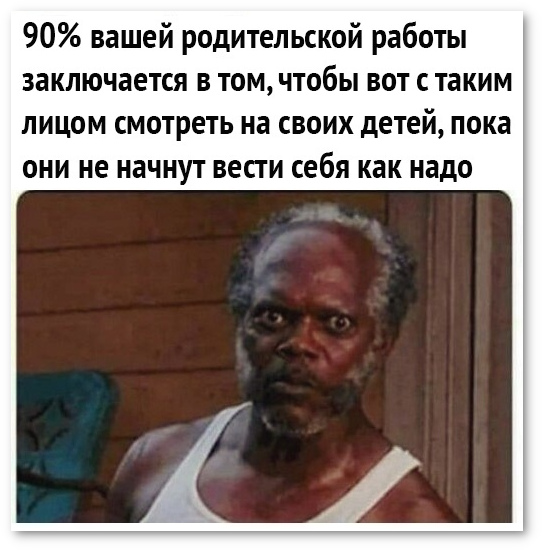 90% вашей родительской работы
заключается в том, чтобы вот с таким
лицом смотреть на своих детей, пока
они не начнут вести себя как надо